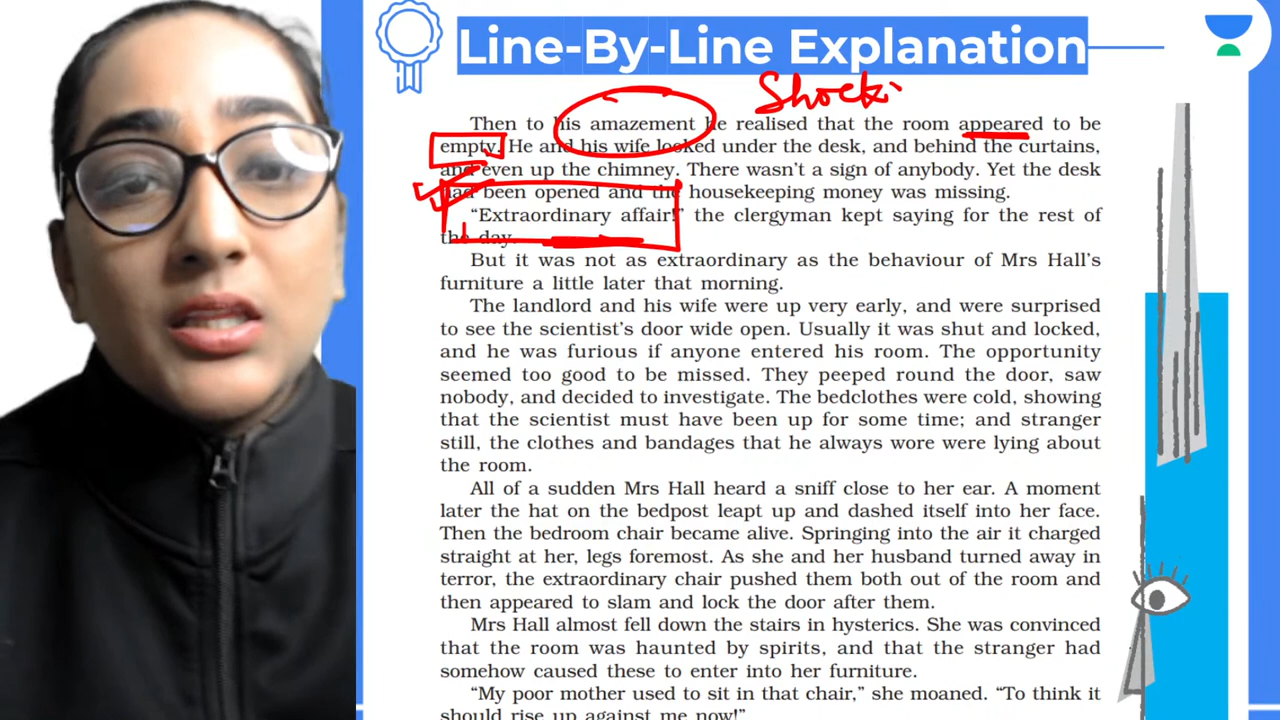 Line-By-Line Explanation
Shocki
Then to his amazement he realised that the room appeared to be
empty. He and his wife looked under the desk, and behind the curtains,
and even up the chimney. There wasn't a sign of anybody. Yet the desk
had been opened and the housekeeping money was missing.
“Extraordinary affair!” the clergyman kept saying for the rest of
the day.
But it was not as extraordinary as the behaviour of Mrs Hall's
furniture a little later that morning.
The landlord and his wife were up very early, and were surprised
to see the scientist's door wide open. Usually it was shut and locked,
and he was furious if anyone entered his room. The opportunity
seemed too good to be missed. They peeped round the door, saw
nobody, and decided to investigate. The bedclothes were cold, showing
that the scientist must have been up for some time; and stranger
still, the clothes and bandages that he always wore were lying about
the room.
All of a sudden Mrs Hall heard a sniff close to her ear. A moment
later the hat on the bedpost leapt up and dashed itself into her face.
Then the bedroom chair became alive. Springing into the air it charged
straight at her, legs foremost. As she and her husband turned away in
terror, the extraordinary chair pushed them both out of the room and
then appeared to slam and lock the door after them.
Mrs Hall almost fell down the stairs in hysterics. She was convinced
that the room was haunted by spirits, and that the stranger had
somehow caused these to enter into her furniture.
“My poor mother used to sit in that chair,” she moaned. “To think it
should rise up against me now!”